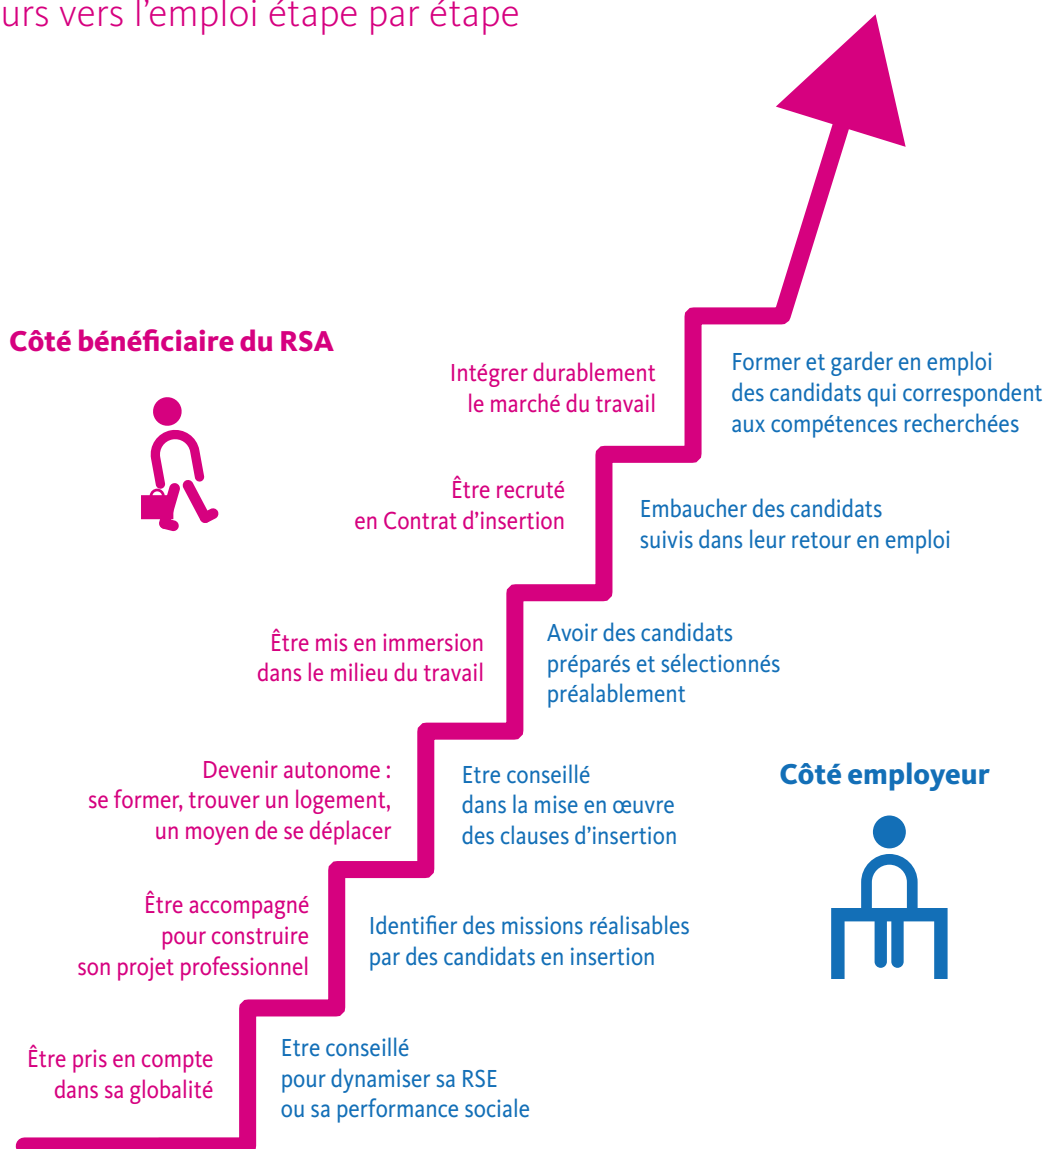 vers l'emploi étape par étape
Côté bénéficiaire du RSA
Intégrer durablement
le marché du travail
Former et garder en emploi
des candidats qui correspondent
aux compétences recherchées
Être recruté
en Contrat d'insertion
Embaucher des candidats
suivis dans leur retour en emploi
Être mis en immersion
dans le milieu du travail
Avoir des candidats
préparés et sélectionnés
préalablement
Devenir autonome :
se former, trouver un logement,
un moyen de se déplacer
Etre conseillé
dans la mise en œuvre
des clauses d'insertion
Côté employeur
Être accompagné
pour construire
son projet professionnel
Identifier des missions réalisables
par des candidats en insertion
Être pris en compte
dans sa globalité
Etre conseillé
pour dynamiser sa RSE
ou sa performance sociale